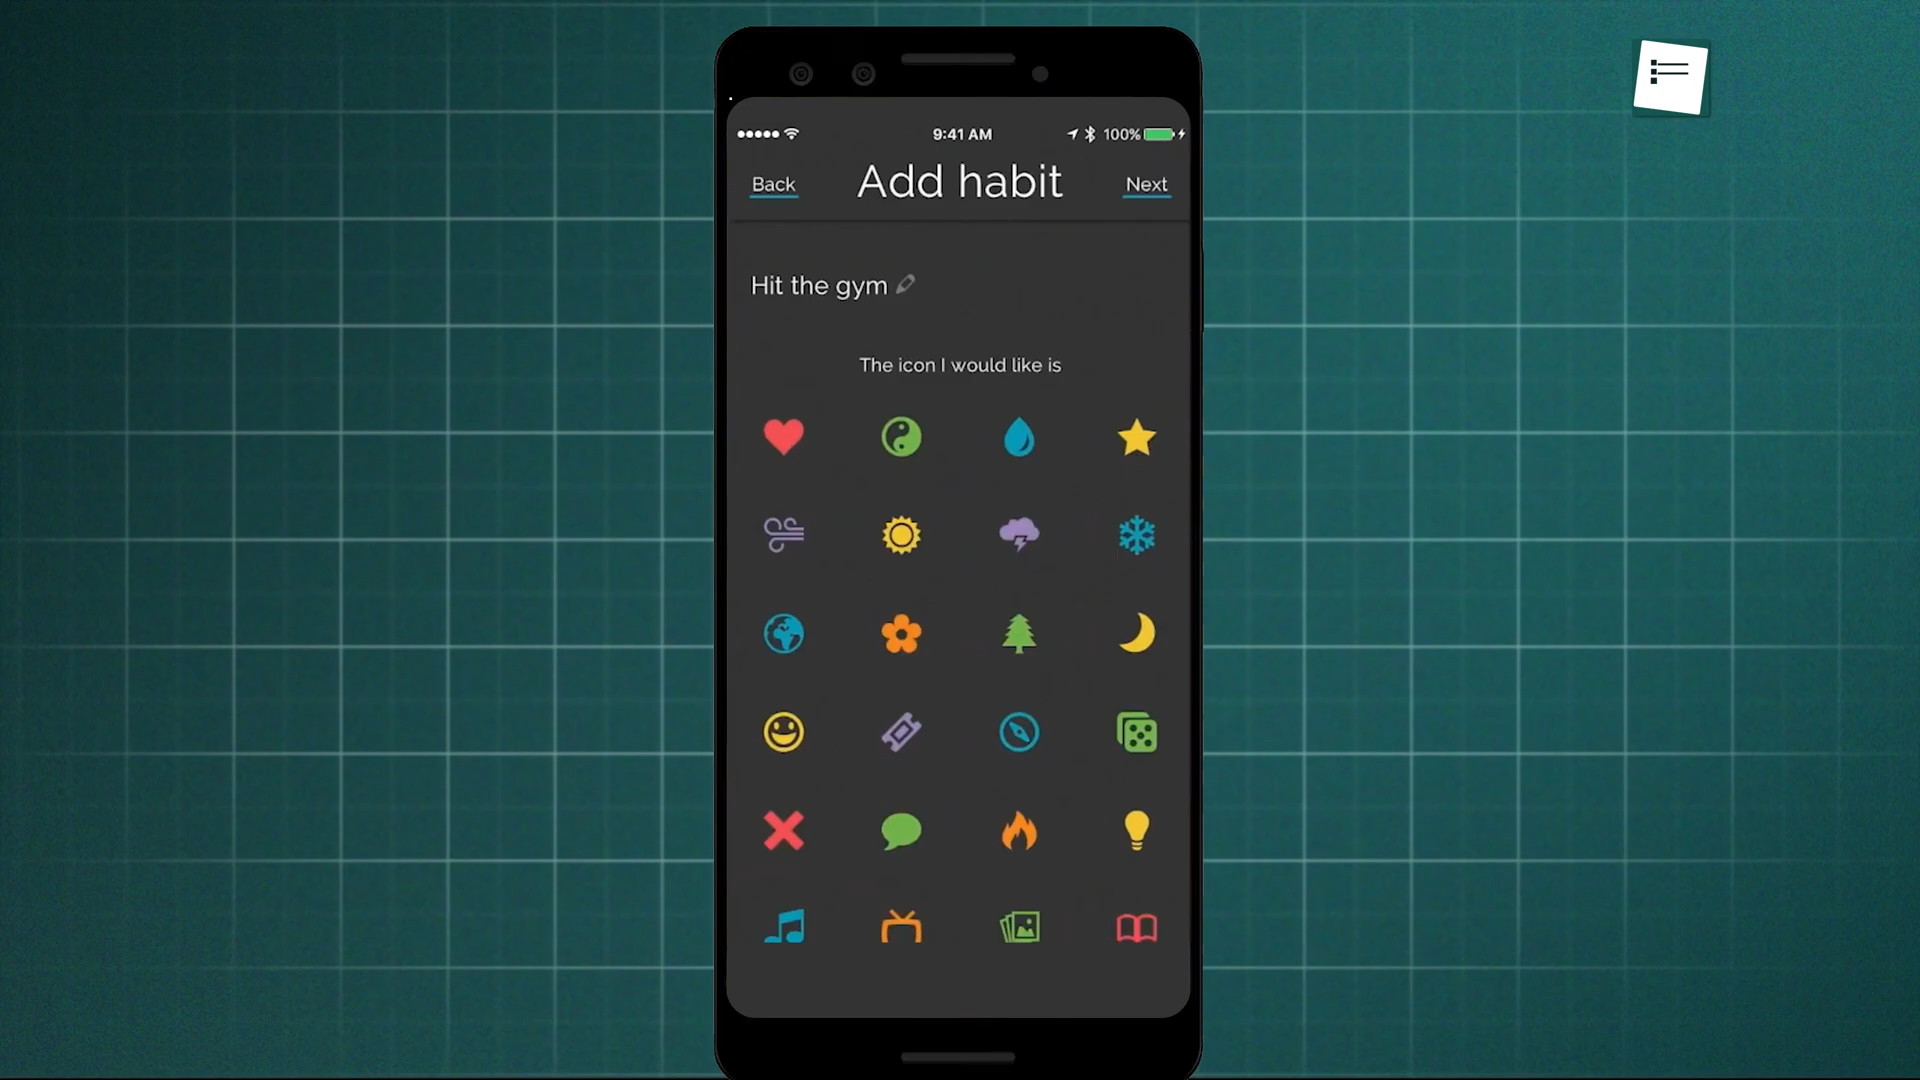 9:41 AM
100%
Back
Add habit
Next
Hit the gym
The icon I would like is